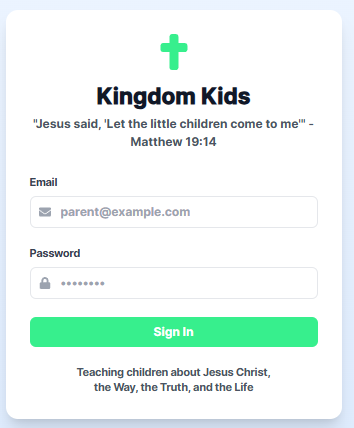 Kingdom Kids
"Jesus said, 'Let the little children come to me'" -
Matthew 19:14
Email
parent@example.com
Password
••••••••
Sign In
Teaching children about Jesus Christ,
the Way, the Truth, and the Life